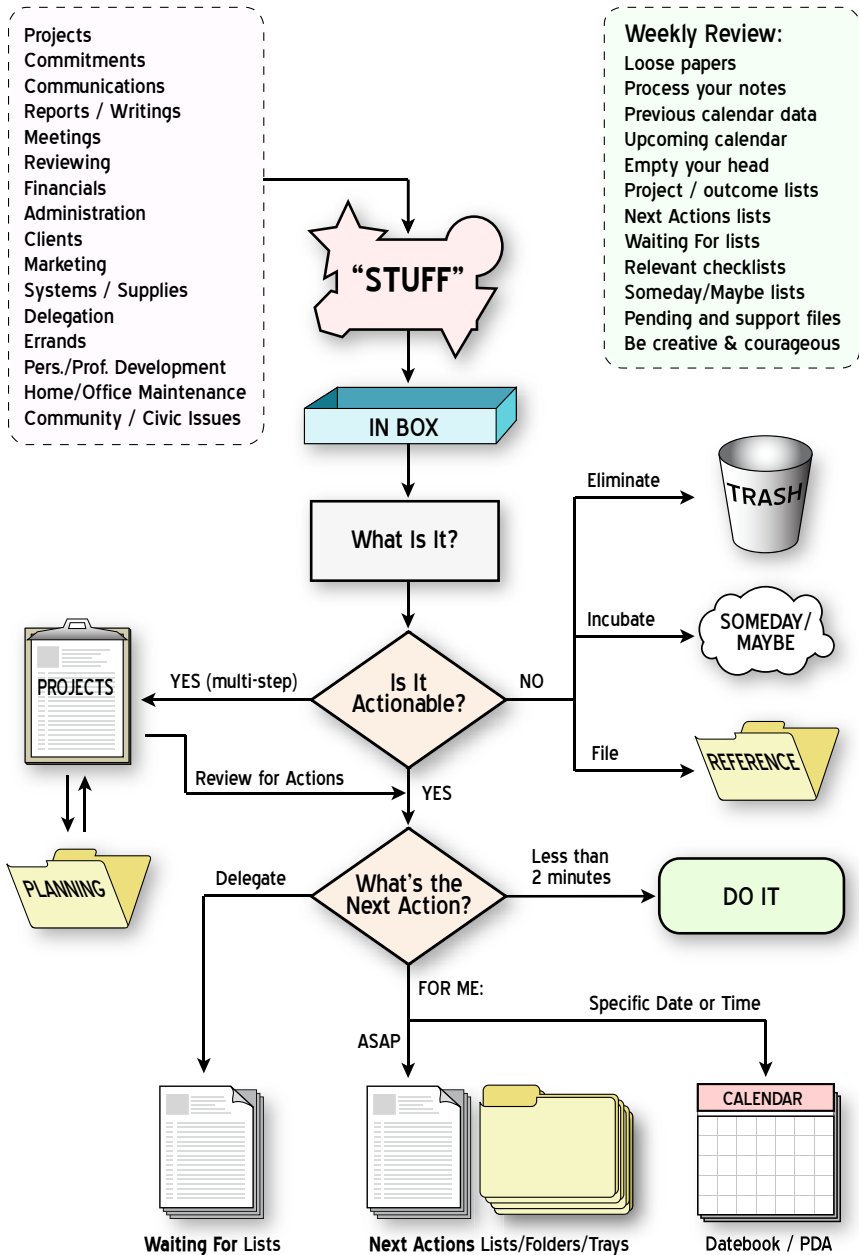 Projects
Commitments
Communications
Reports / Writings
Meetings
Reviewing
Financials
Administration
Clients
Marketing
Systems / Supplies
Delegation
Errands
Pers./Prof. Development
Home/Office Maintenance
Community / Civic Issues
Weekly Review:
Loose papers
Process your notes
Previous calendar data
Upcoming calendar
Empty your head
Project / outcome lists
Next Actions lists
Waiting For lists
Relevant checklists
Someday/Maybe lists
Pending and support files
Be creative & courageous
“STUFF”
IN BOX
What Is It?
Eliminate
TRASH
Incubate
SOMEDAY/
MAYBE
Is It
Actionable?
NO
YES (multi-step)
PROJECTS
File
REFERENCE
Review for Actions
YES
PLANNING
Delegate
What's the
Next Action?
Less than
2 minutes
DO IT
FOR ME:
Specific Date or Time
ASAP
CALENDAR
Waiting For Lists
Next Actions Lists/Folders/Trays
Datebook / PDA